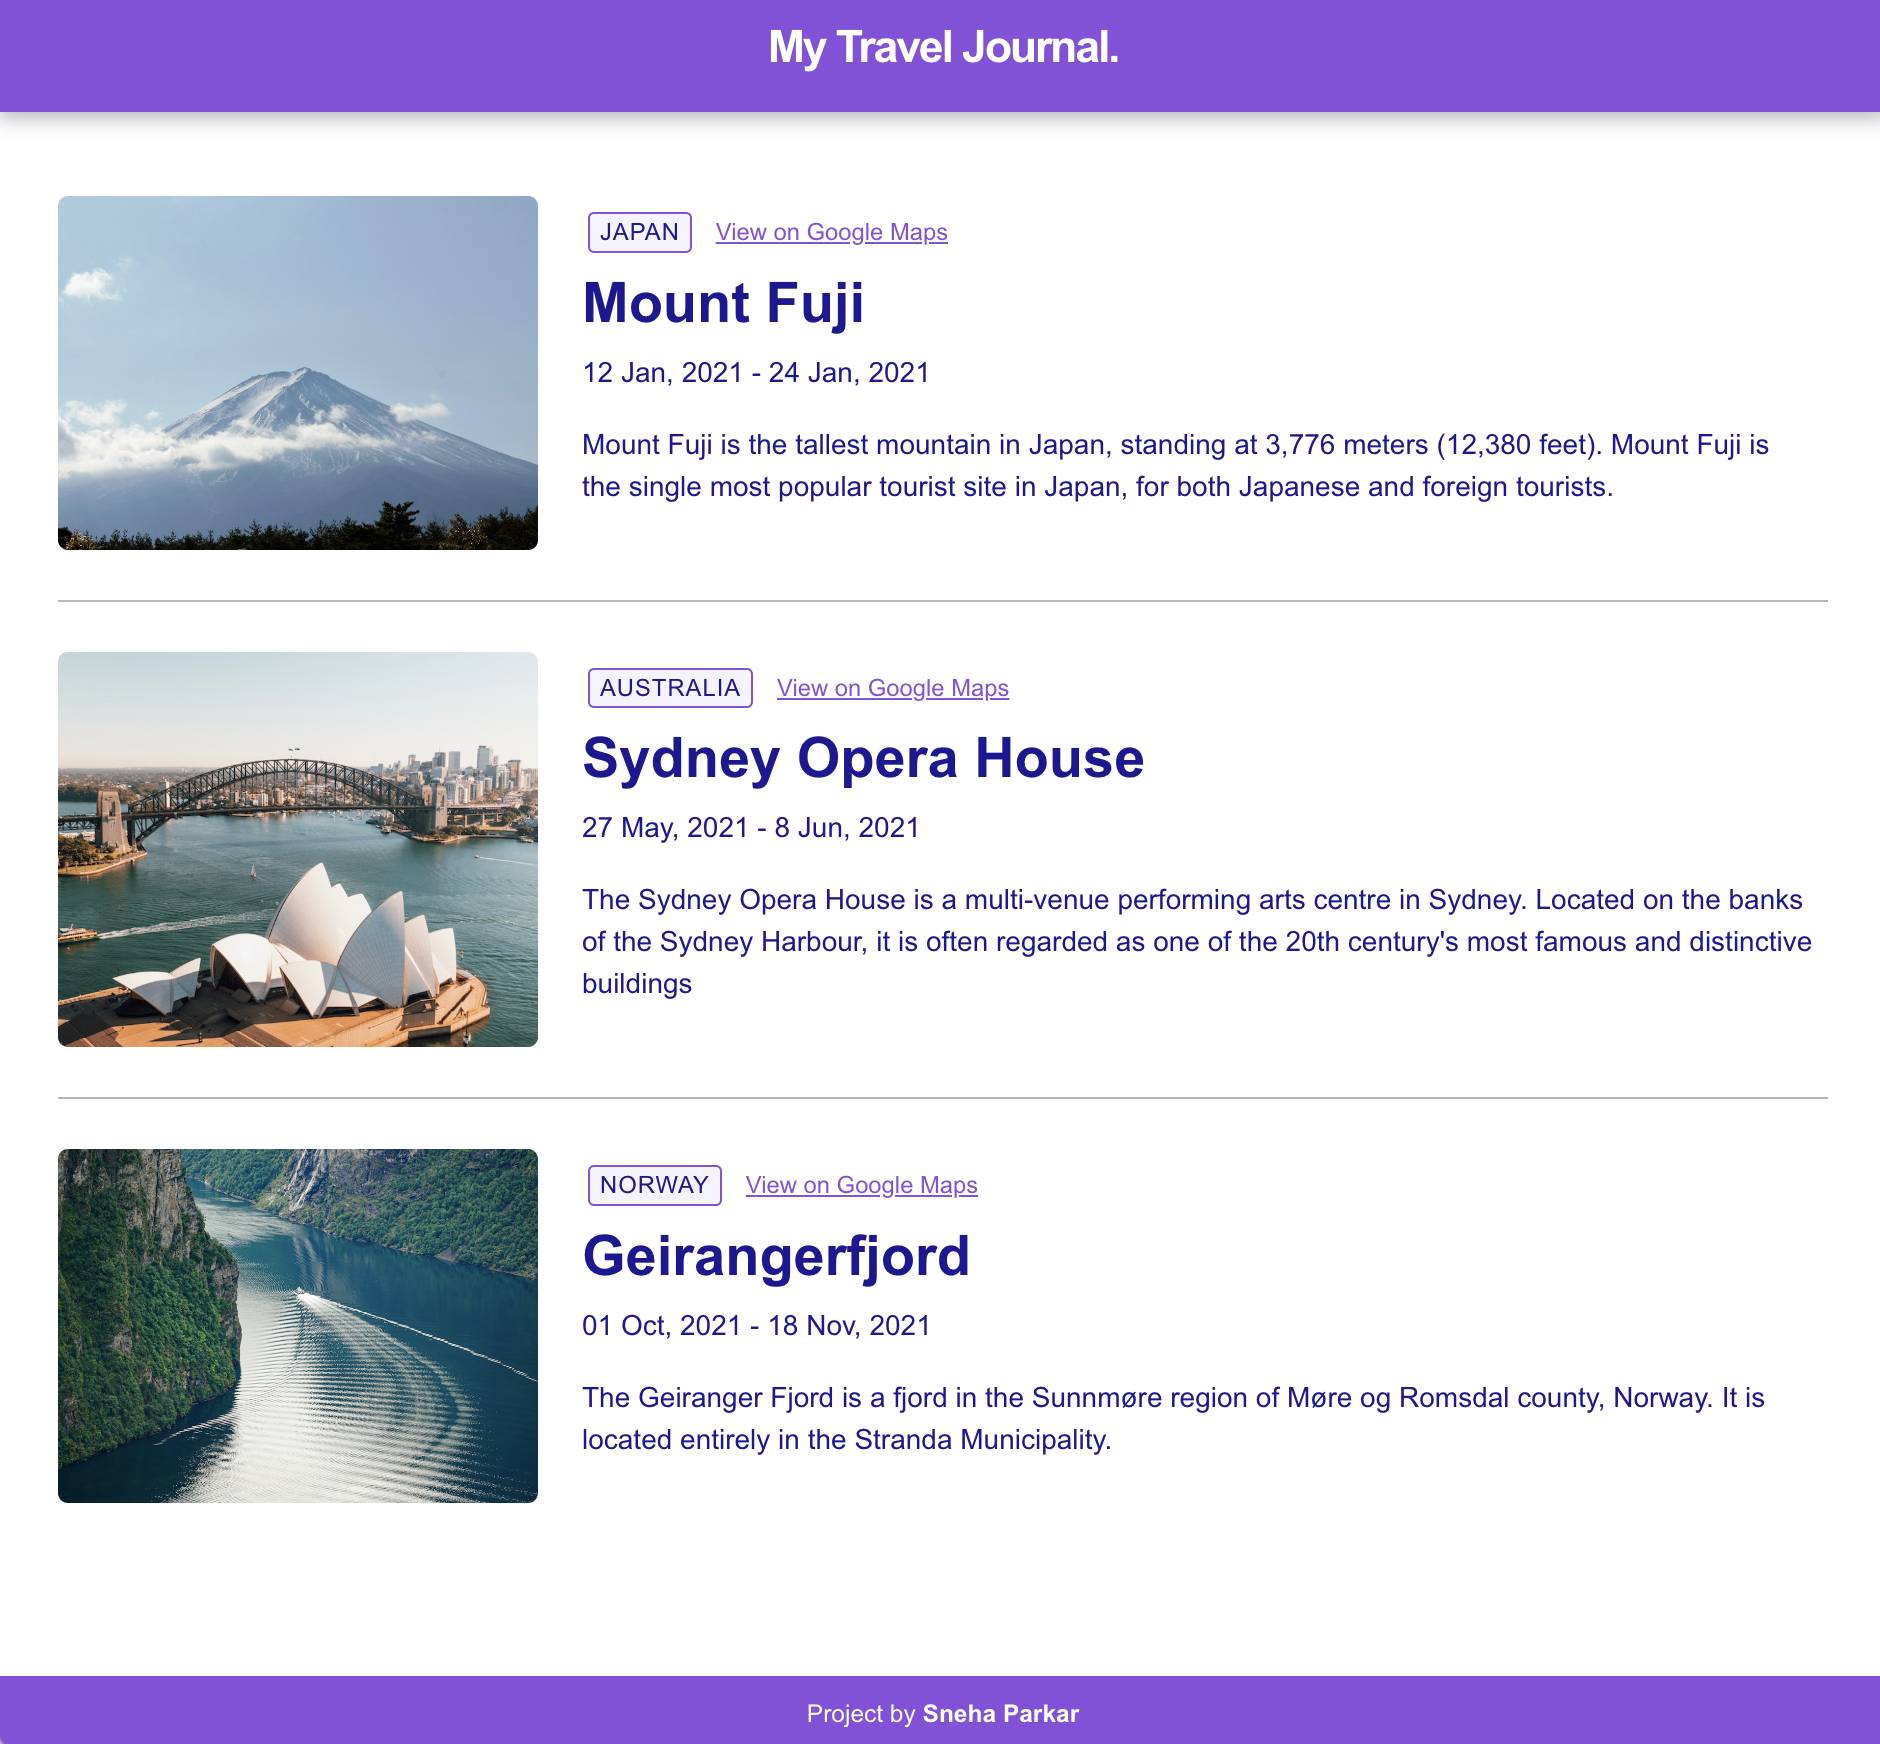 My Travel Journal.
JAPAN View on Google Maps
Mount Fuji
12 Jan, 2021 - 24 Jan, 2021
Mount Fuji is the tallest mountain in Japan, standing at 3,776 meters (12,380 feet). Mount Fuji is
the single most popular tourist site in Japan, for both Japanese and foreign tourists.
AUSTRALIA View on Google Maps
Sydney Opera House
27 May, 2021 - 8 Jun, 2021
The Sydney Opera House is a multi-venue performing arts centre in Sydney. Located on the banks
of the Sydney Harbour, it is often regarded as one of the 20th century's most famous and distinctive
buildings
NORWAY View on Google Maps
Geirangerfjord
01 Oct, 2021 - 18 Nov, 2021
The Geiranger Fjord is a fjord in the Sunnmøre region of Møre og Romsdal county, Norway. It is
located entirely in the Stranda Municipality.
Project by Sneha Parkar